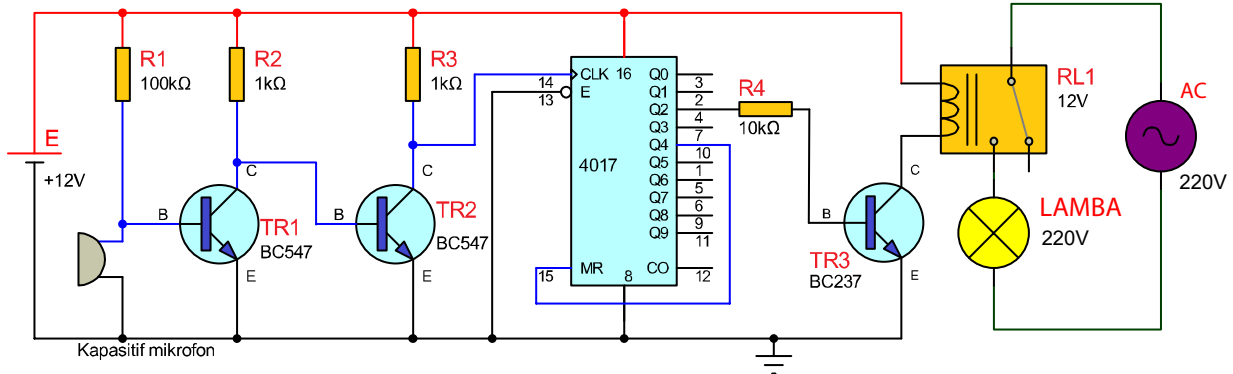 E
+12V
R1
100kΩ
R2
1kΩ
R3
1kΩ
B
C
E
TR1
BC547
B
C
E
TR2
BC547
Kapasitif mikrofon
14
13
15
CLK
E
MR
16
4017
8
Q0
Q1
Q2
Q3
Q4
Q5
Q6
Q7
Q8
Q9
CO
3
2
4
7
10
1
5
6
9
11
12
R4
10kΩ
B
C
E
TR3
BC237
RL1
12V
LAMBA
220V
AC
220V